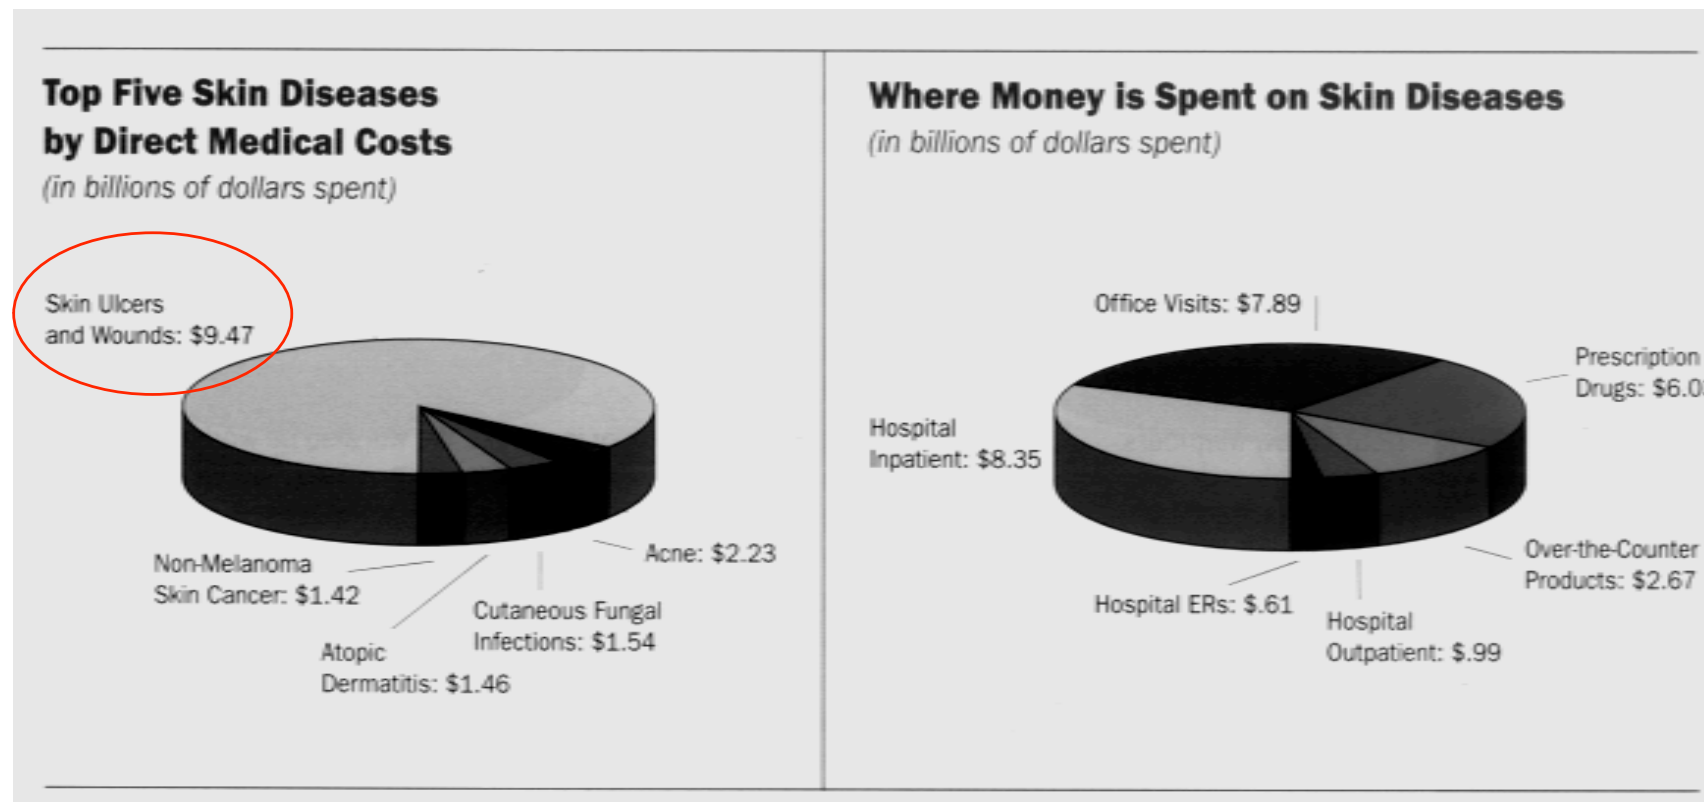 Top Five Skin Diseases
by Direct Medical Costs
(in billions of dollars spent)
Skin Ulcers
and Wounds: $9.47
Non-Melanoma
Skin Cancer: $1.42
Atopic
Dermatitis: $1.46
Cutaneous Fungal
Infections: $1.54
Acne: $2.23
Where Money is Spent on Skin Diseases
(in billions of dollars spent)
Office Visits: $7.89
Prescription
Drugs:
Hospital
Inpatient: $8.35
Over-the-Counter
Products: $2.67
Hospital ERs: $.61
Hospital
Outpatient: $.99